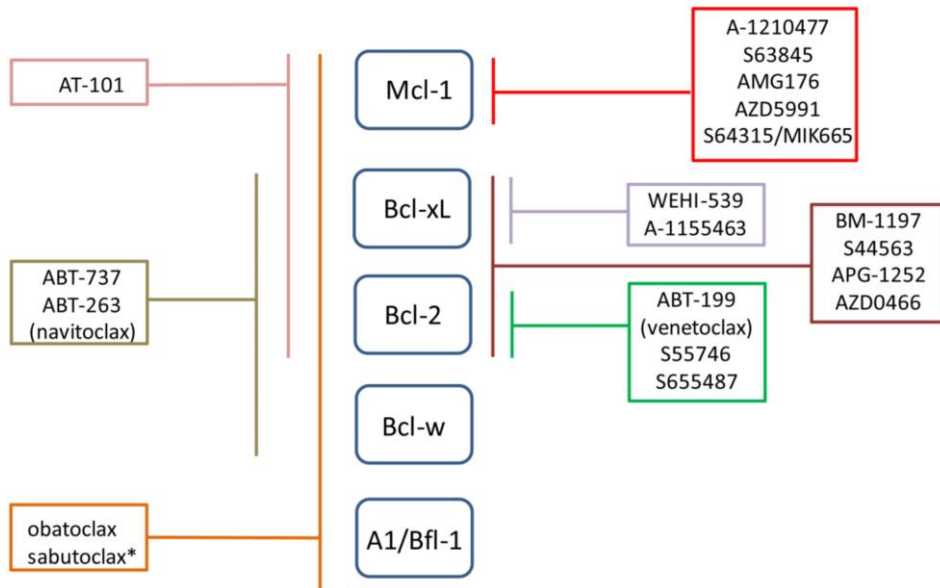 AT-101
ABT-737
ABT-263
(navitoclax)
obatoclax
sabutoclax*
Mcl-1
Bcl-xL
Bcl-2
Bcl-w
A1/Bfl-1
A-1210477
S63845
AMG176
AZD5991
S64315/MIK665
WEHI-539
A-1155463
ABT-199
(venetoclax)
S55746
S655487
BM-1197
S44563
APG-1252
AZD0466